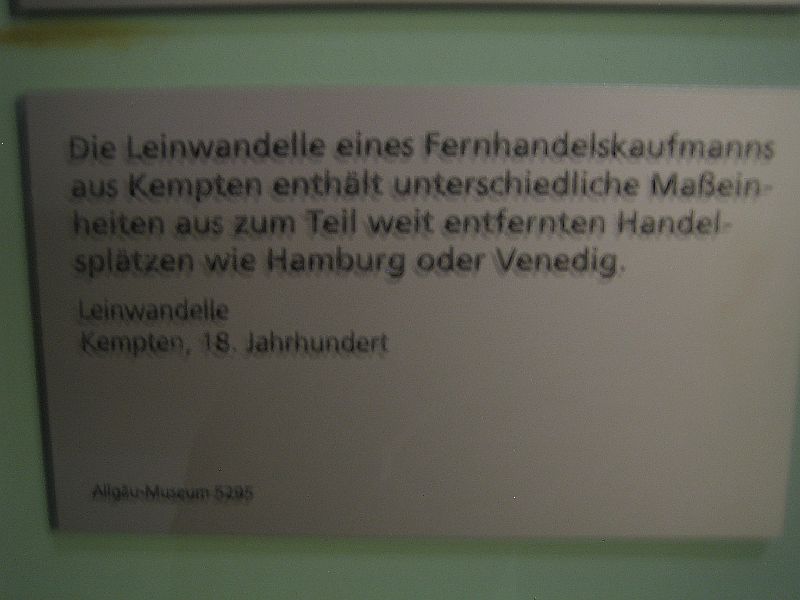 Die Leinwandelle eines Fernhandelskaufmanns
aus Kempten enthält unterschiedliche Maßein-
heiten aus zum Teil weit entfernten Handel-
splätzen wie Hamburg oder Venedig.
Leinwandelle
Kempten, 18. Jahrhundert
Allgäu-Museum 5295